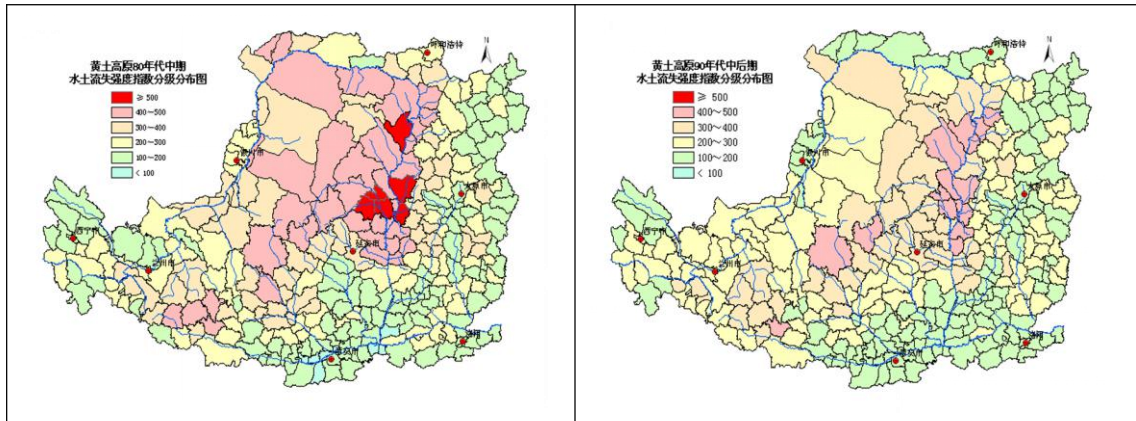 黄土高原80年代中期
水土流失强度指数分级分布图
≥ 500
400～500
300～400
200～300
100～200
< 100
N
呼和浩特
银川市
太原市
西宁市
兰州市
延安市
西安市
洛阳
黄土高原90年代中后期
水土流失强度指数分级分布图
≥ 500
400～500
300～400
200～300
100～200
< 100
N
呼和浩特
银川市
太原市
西宁市
兰州市
延安市
西安市
洛阳